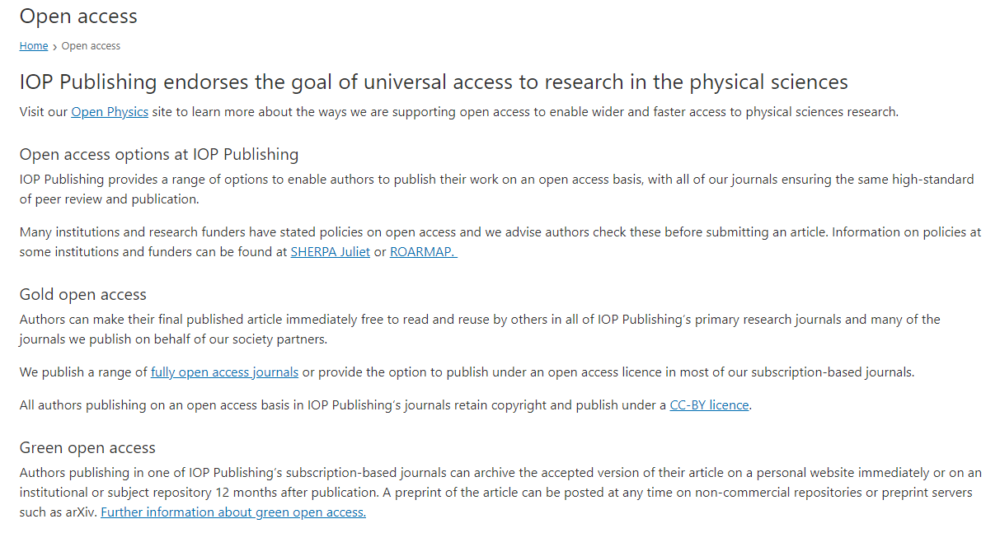 Open access
Home › Open access
IOP Publishing endorses the goal of universal access to research in the physical sciences
Visit our Open Physics site to learn more about the ways we are supporting open access to enable wider and faster access to physical sciences research.
Open access options at IOP Publishing
IOP Publishing provides a range of options to enable authors to publish their work on an open access basis, with all of our journals ensuring the same high-standard
of peer review and publication.
Many institutions and research funders have stated policies on open access and we advise authors check these before submitting an article. Information on policies at
some institutions and funders can be found at SHERPA Juliet or ROARMAP.
Gold open access
Authors can make their final published article immediately free to read and reuse by others in all of IOP Publishing’s primary research journals and many of the
journals we publish on behalf of our society partners.
We publish a range of fully open access journals or provide the option to publish under an open access licence in most of our subscription-based journals.
All authors publishing on an open access basis in IOP Publishing’s journals retain copyright and publish under a CC-BY licence.
Green open access
Authors publishing in one of IOP Publishing’s subscription-based journals can archive the accepted version of their article on a personal website immediately or on an
institutional or subject repository 12 months after publication. A preprint of the article can be posted at any time on non-commercial repositories or preprint servers
such as arXiv. Further information about green open access.